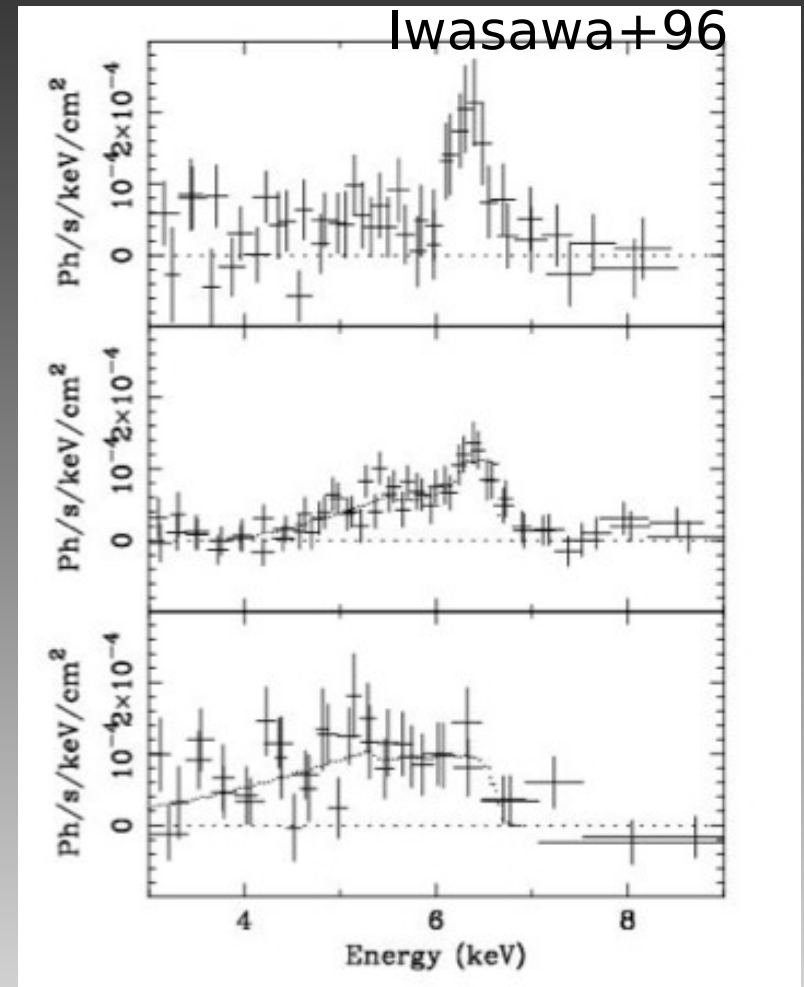 Iwasawa+96
Ph/s/keV/cm²
0
10⁻⁴
2×10⁻⁴
Ph/s/keV/cm²
0
10⁻⁴
2×10⁻⁴
Ph/s/keV/cm²
0
10⁻⁴
2×10⁻⁴
4 6 8
Energy (keV)